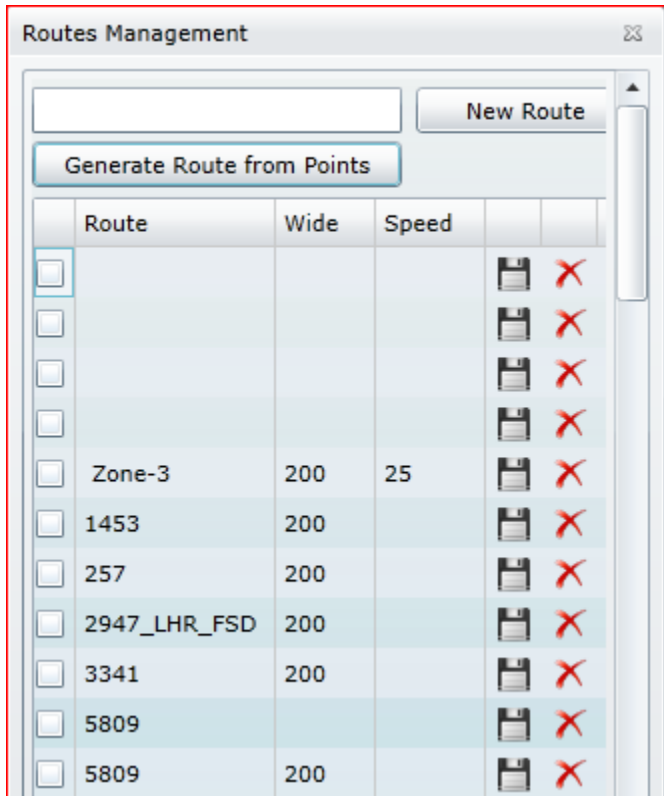 Routes Management
New Route
Generate Route from Points
Route Wide Speed
Zone-3 200 25
1453 200
257 200
2947_LHR_FSD 200
3341 200
5809
5809 200